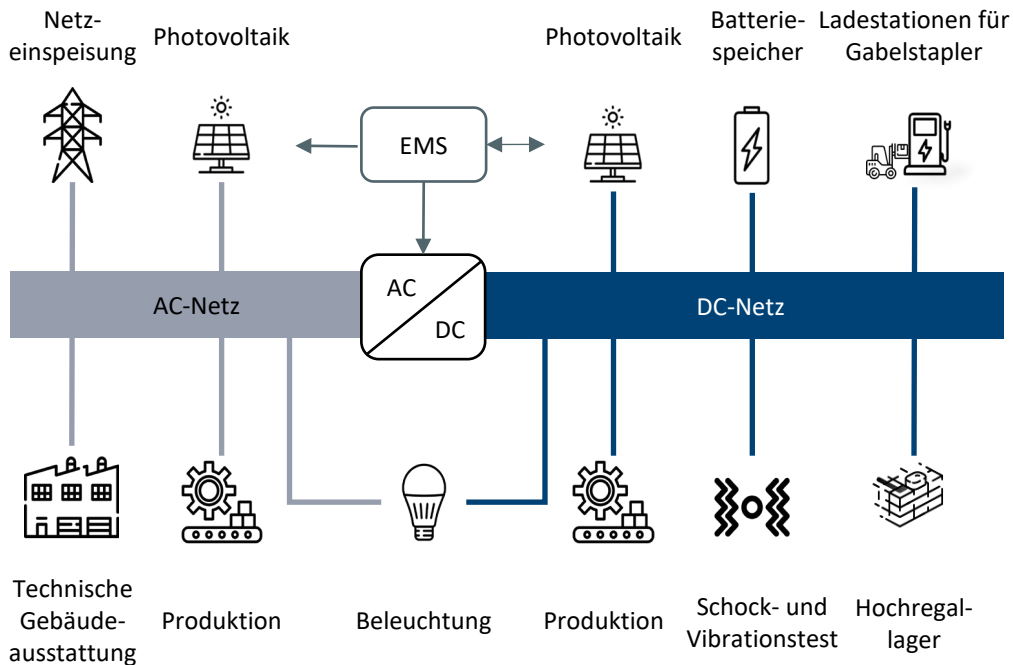 Netz-
einspeisung
Photovoltaik
Photovoltaik
Batterie-
speicher
Ladestationen für
Gabelstapler
EMS
AC-Netz
AC
DC
DC-Netz
Technische
Gebäude-
ausstattung
Produktion
Beleuchtung
Produktion
Schock- und
Vibrationstest
Hochregal-
lager